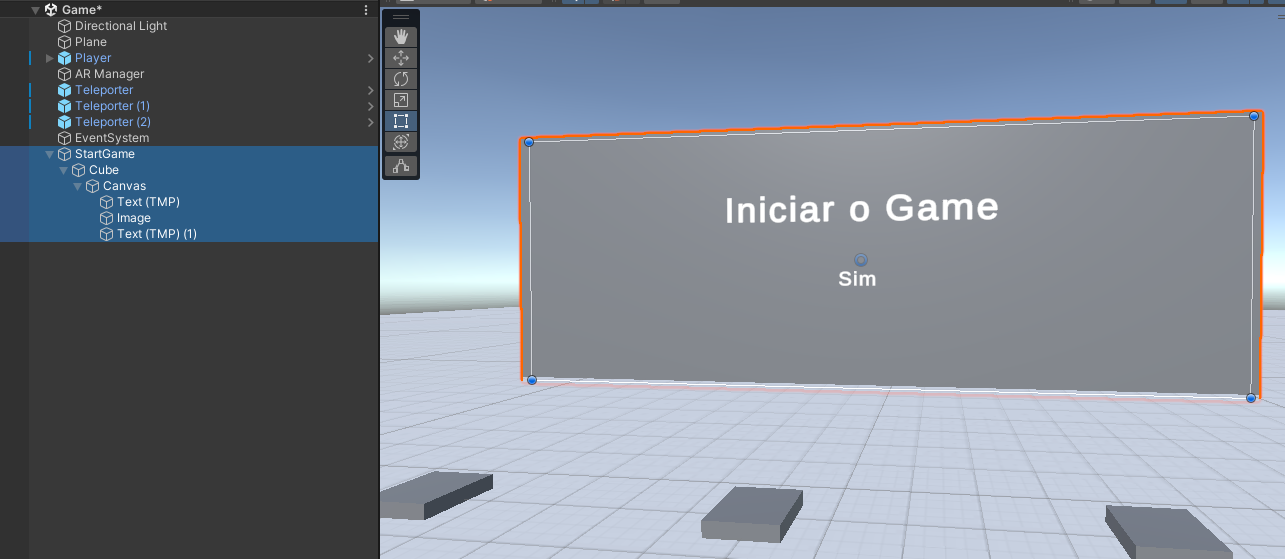 Game*
Directional Light
Plane
Player
AR Manager
Teleporter
Teleporter (1)
Teleporter (2)
EventSystem
StartGame
Cube
Canvas
Text (TMP)
Image
Text (TMP) (1)
Iniciar o Game
Sim